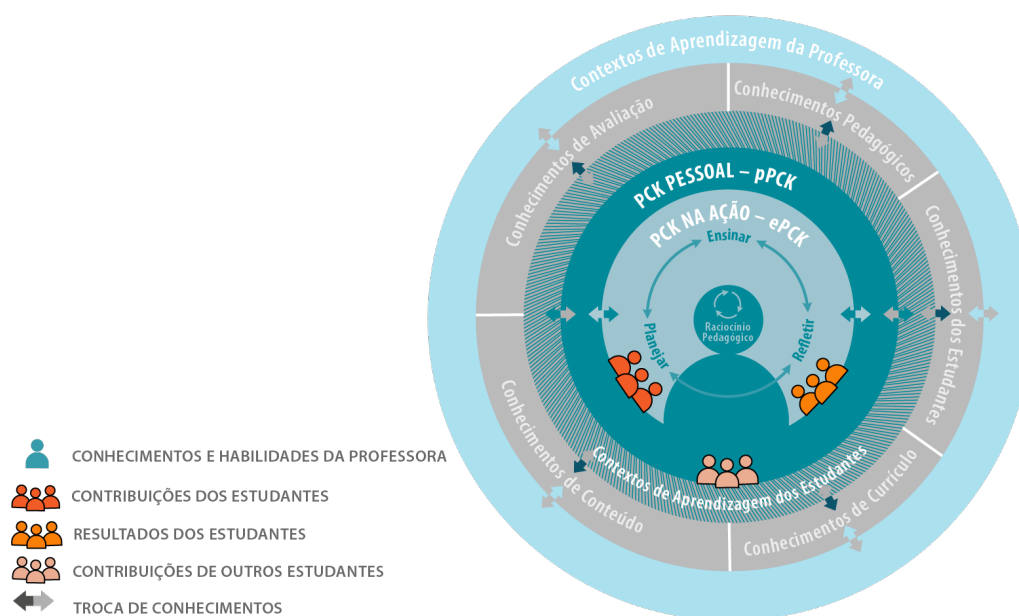 Contextos de Aprendizagem da Professora
Conhecimentos de Avaliação
Conhecimentos Pedagógicos
Conhecimentos dos Estudantes
Conhecimentos de Currículo
Conhecimentos de Conteúdo
Contextos de Aprendizagem dos Estudantes
PCK PESSOAL – pPCK
PCK NA AÇÃO – ePCK
Ensinar
Refletir
Planejar
Raciocínio
Pedagógico
CONHECIMENTOS E HABILIDADES DA PROFESSORA
CONTRIBUIÇÕES DOS ESTUDANTES
RESULTADOS DOS ESTUDANTES
CONTRIBUIÇÕES DE OUTROS ESTUDANTES
TROCA DE CONHECIMENTOS